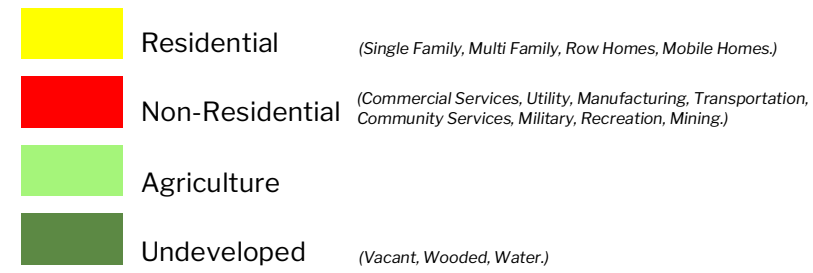 Residential (Single Family, Multi Family, Row Homes, Mobile Homes.)
Non-Residential (Commercial Services, Utility, Manufacturing, Transportation,
Community Services, Military, Recreation, Mining.)
Agriculture
Undeveloped (Vacant, Wooded, Water.)